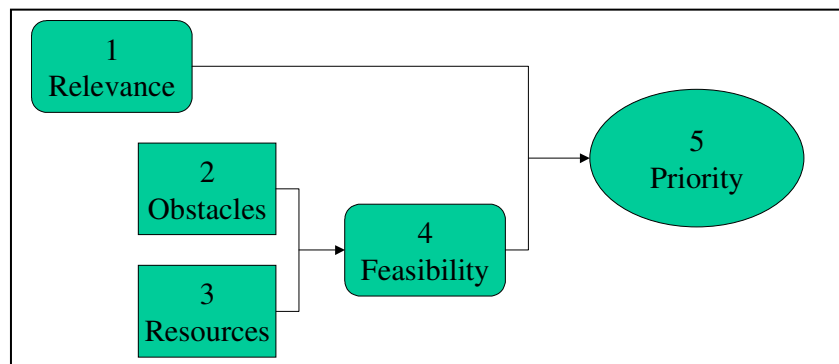 1
Relevance
2
Obstacles
3
Resources
4
Feasibility
5
Priority